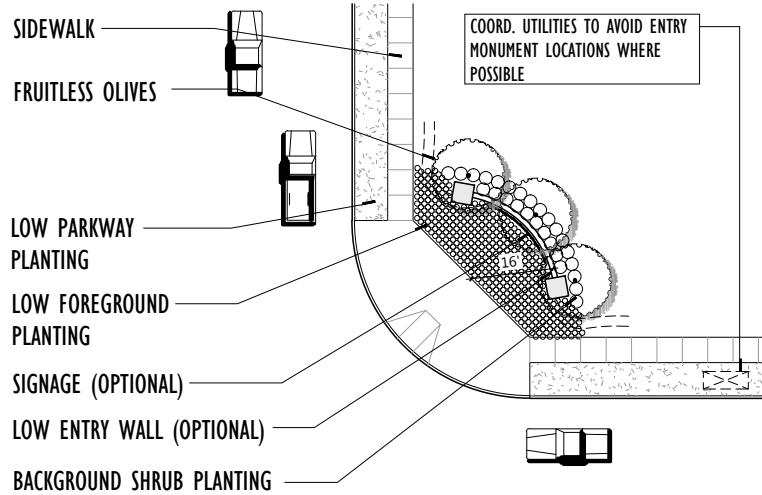 SIDEWALK
FRUITLESS OLIVES
LOW PARKWAY
PLANTING
LOW FOREGROUND
PLANTING
SIGNAGE (OPTIONAL)
LOW ENTRY WALL (OPTIONAL)
BACKGROUND SHRUB PLANTING
COORD. UTILITIES TO AVOID ENTRY
MONUMENT LOCATIONS WHERE
POSSIBLE
16'